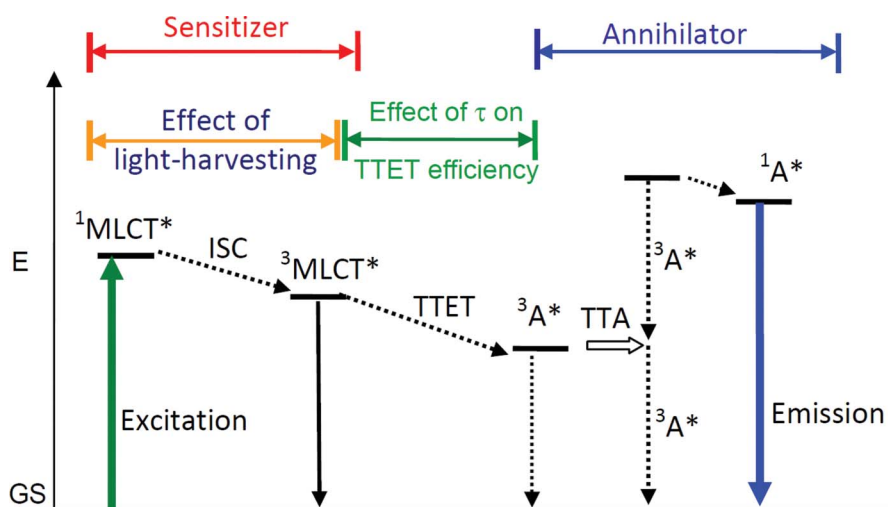 Sensitizer
Annihilator
Effect of
light-harvesting
Effect of τ on
TTET efficiency
¹A*
¹MLCT*
ISC
E
³MLCT*
³A*
TTET
³A*
TTA
Excitation
³A*
Emission
GS